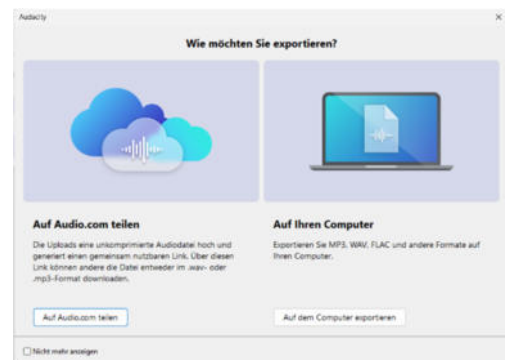 Audacity
Wie möchten Sie exportieren?
Auf Audio.com teilen
Die Uploads eine unkomprimierte Audiodatei hoch und
generiert einen gemeinsam nutzbaren Link. Über diesen
Link können andere die Datei entweder im .wav- oder
.mp3-Format downloaden.
Auf Audio.com teilen
Auf Ihren Computer
Exportieren Sie MP3, WAV, FLAC und andere Formate auf
Ihren Computer.
Auf dem Computer exportieren
Nicht mehr anzeigen